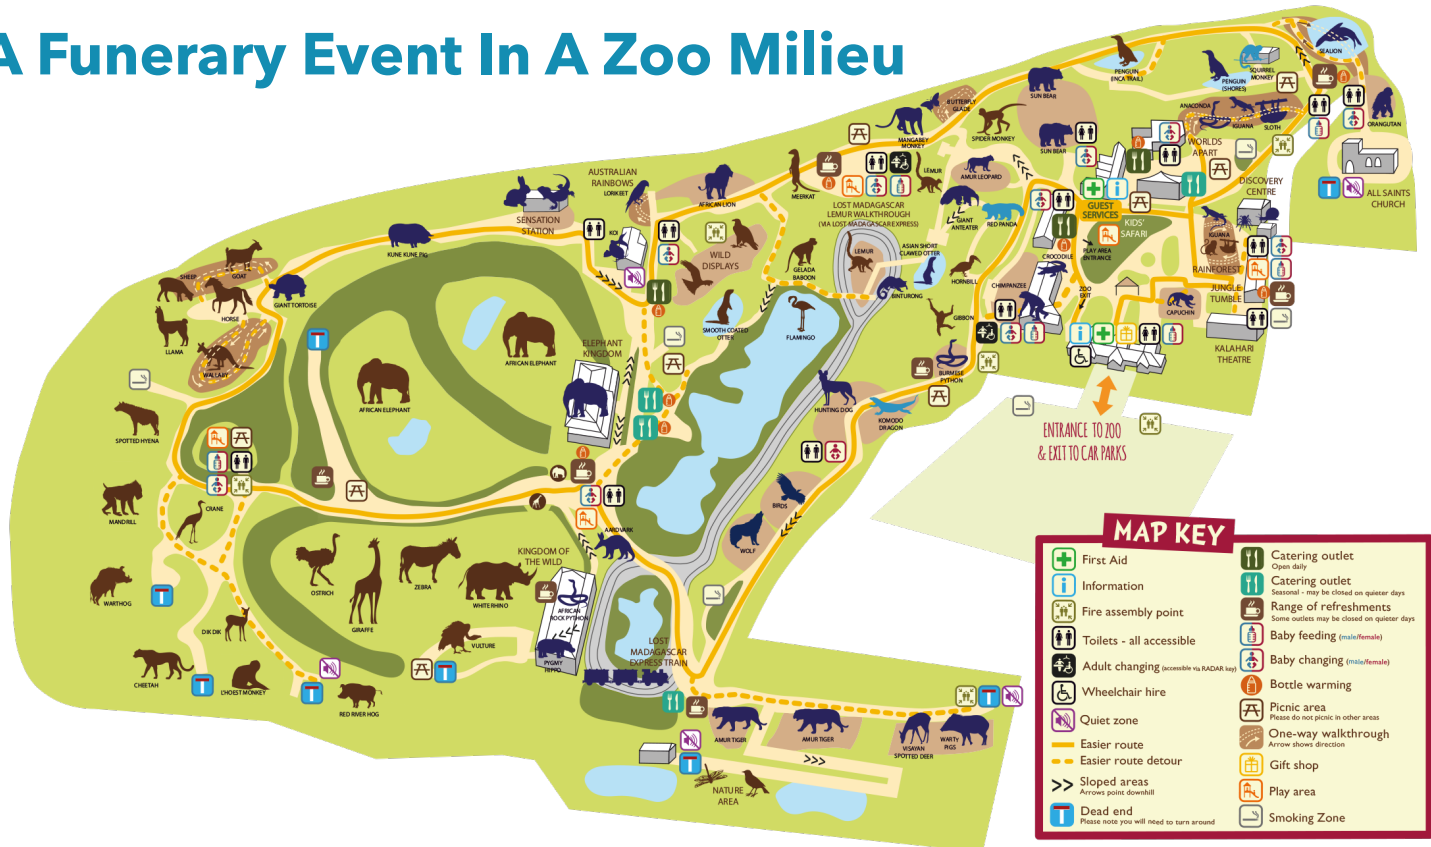 A Funerary Event In A Zoo Milieu
SEALION
PENGUIN
(INCA TRAIL)
PENGUIN
(SHORES)
SQUIRREL
MONKEY
ORANGUTAN
ALL SAINTS
CHURCH
ANACONDA
IGUANA
SLOTH
WORLDS
APART
DISCOVERY
CENTRE
SUN BEAR
SUN BEAR
BUTTERFLY
GLADE
MANGABEY
MONKEY
SPIDER MONKEY
AMUR LEOPARD
LEMUR
MEERKAT
GIANT
ANTEATER
RED PANDA
GUEST
SERVICES
KIDS'
SAFARI
PLAY AREA
ENTRANCE
CROCODILE
CHIMPANZEE
ZOO
EXIT
IGUANA
RAINFOREST
JUNGLE
TUMBLE
CAPUCHIN
KALAHARI
THEATRE
LOST MADAGASCAR
LEMUR WALKTHROUGH
(VIA LOST MADAGASCAR EXPRESS)
LEMUR
ASIAN SHORT
CLAWED OTTER
HORNBILL
BINTURONG
GIBBON
BURMESE
PYTHON
KOMODO
DRAGON
HUNTING DOG
BIRDS
WOLF
AUSTRALIAN
RAINBOWS
LORIKEET
AFRICAN LION
SENSATION
STATION
KOI
WILD
DISPLAYS
GELADA
BABOON
SMOOTH COATED
OTTER
FLAMINGO
KUNE KUNE PIG
SHEEP
GOAT
HORSE
GIANT TORTOISE
LLAMA
WALLABY
SPOTTED HYENA
MANDRILL
CRANE
WARTHOG
DIK DIK
CHEETAH
L'HOEST MONKEY
RED RIVER HOG
AFRICAN ELEPHANT
AFRICAN ELEPHANT
ELEPHANT
KINGDOM
OSTRICH
GIRAFFE
ZEBRA
WHITE RHINO
VULTURE
KINGDOM OF
THE WILD
AARDVARK
AFRICAN
ROCK PYTHON
PYGMY
HIPPO
LOST
MADAGASCAR
EXPRESS TRAIN
AMUR TIGER
AMUR TIGER
VISAYAN
SPOTTED DEER
WARTY
PIGS
NATURE
AREA
ENTRANCE TO ZOO
& EXIT TO CAR PARKS
MAP KEY
First Aid
Information
Fire assembly point
Toilets - all accessible
Adult changing (accessible via RADAR key)
Wheelchair hire
Quiet zone
Easier route
Easier route detour
Sloped areas
Arrows point downhill
Dead end
Please note you will need to turn around
Catering outlet
Open daily
Catering outlet
Seasonal - may be closed on quieter days
Range of refreshments
Some outlets may be closed on quieter days
Baby feeding (male/female)
Baby changing (male/female)
Bottle warming
Picnic area
Please do not picnic in other areas
One-way walkthrough
Arrow shows direction
Gift shop
Play area
Smoking Zone